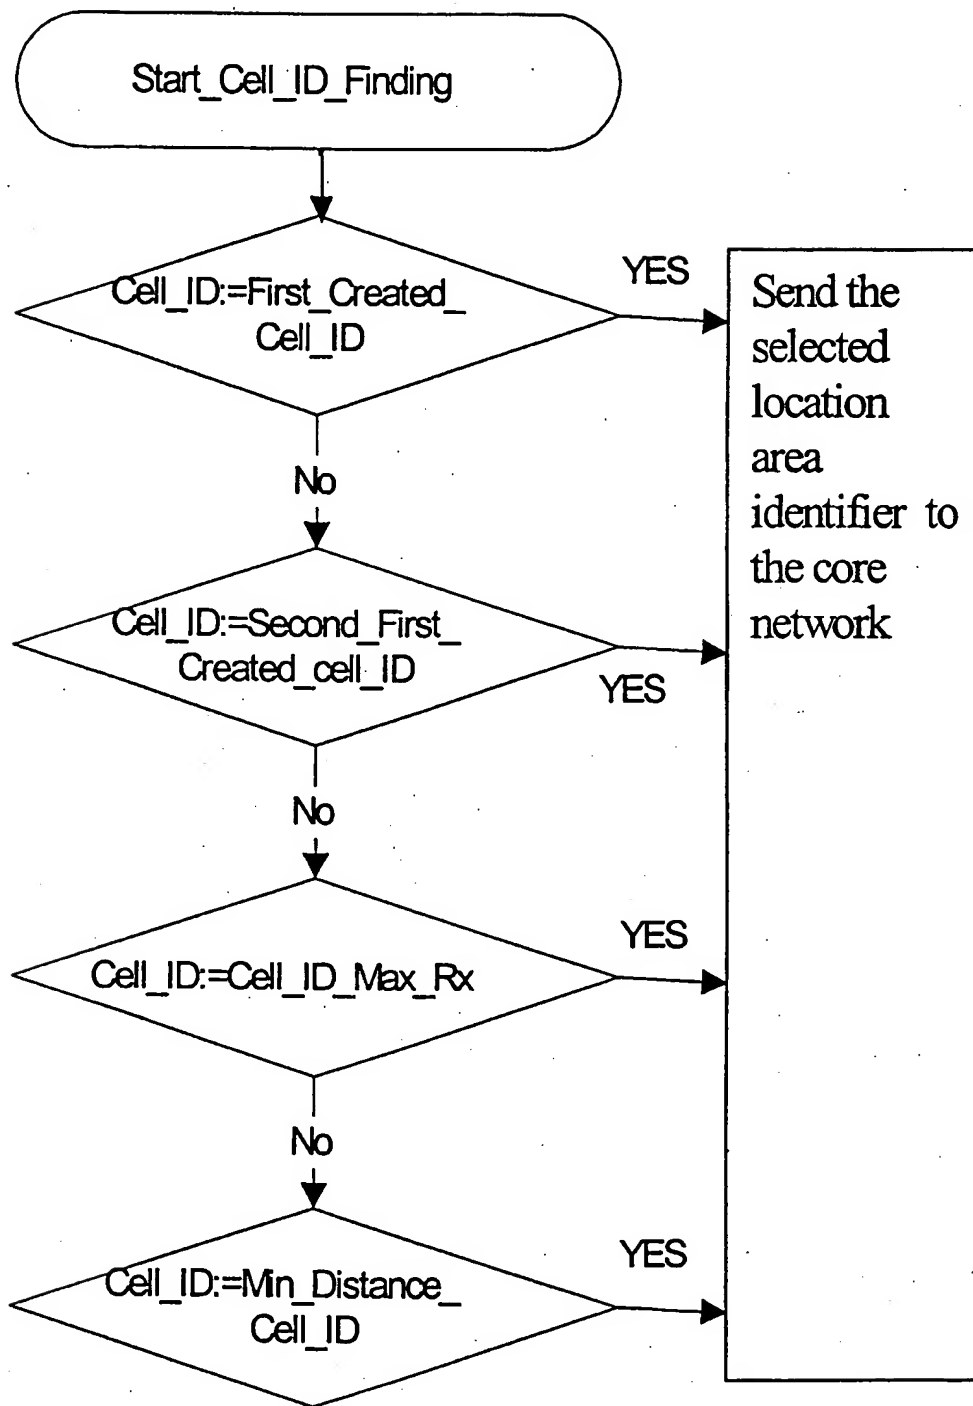 Start_Cell_ID_Finding
Cell_ID:=First_Created_
Cell_ID
YES
Send the
selected
location
area
identifier to
the core
network
No
Cell_ID:=Second_First_
Created_cell_ID
YES
No
Cell_ID:=Cell_ID_Max_Rx
YES
No
Cell_ID:=Min_Distance_
Cell_ID
YES